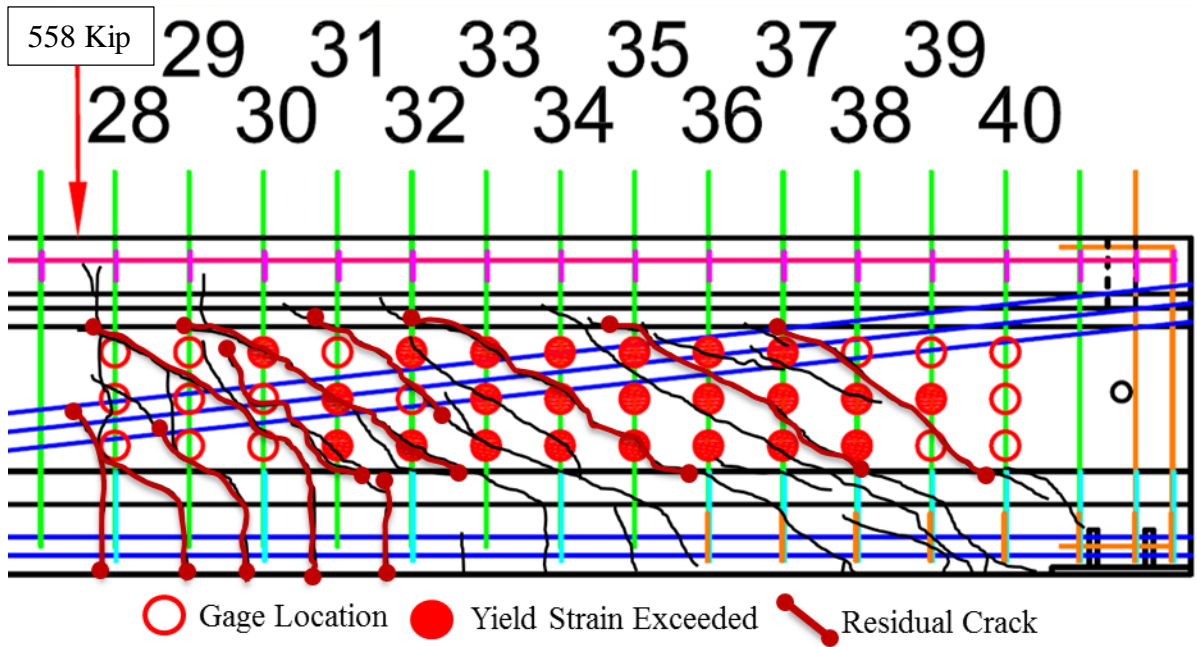 558 Kip
29 31 33 35 37 39
28 30 32 34 36 38 40
Gage Location
Yield Strain Exceeded
Residual Crack